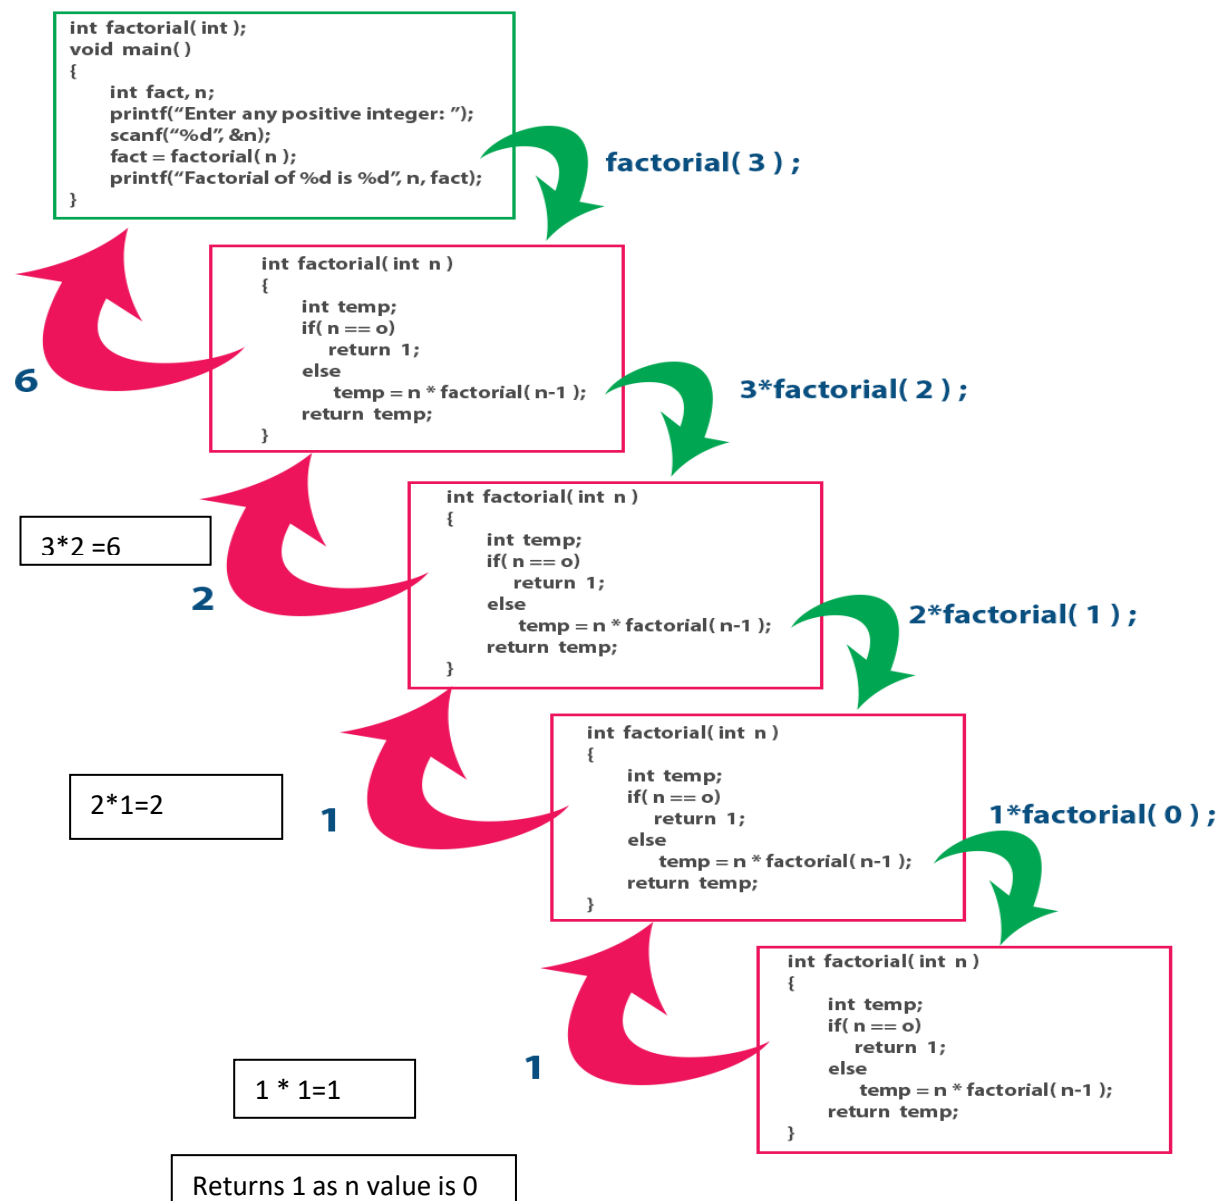 int factorial( int );
void main( )
{
int fact, n;
printf(“Enter any positive integer: ”);
scanf(“%d”, &n);
fact = factorial( n );
printf(“Factorial of %d is %d”, n, fact);
}
factorial( 3 ) ;
int factorial( int n )
{
int temp;
if( n == o)
return 1;
else
temp = n * factorial( n-1 );
return temp;
}
6
3*factorial( 2 ) ;
int factorial( int n )
{
int temp;
if( n == o)
return 1;
else
temp = n * factorial( n-1 );
return temp;
}
3*2 =6
2
2*factorial( 1 ) ;
int factorial( int n )
{
int temp;
if( n == o)
return 1;
else
temp = n * factorial( n-1 );
return temp;
}
2*1=2
1
1*factorial( 0 ) ;
int factorial( int n )
{
int temp;
if( n == o)
return 1;
else
temp = n * factorial( n-1 );
return temp;
}
1
1 * 1=1
Returns 1 as n value is 0